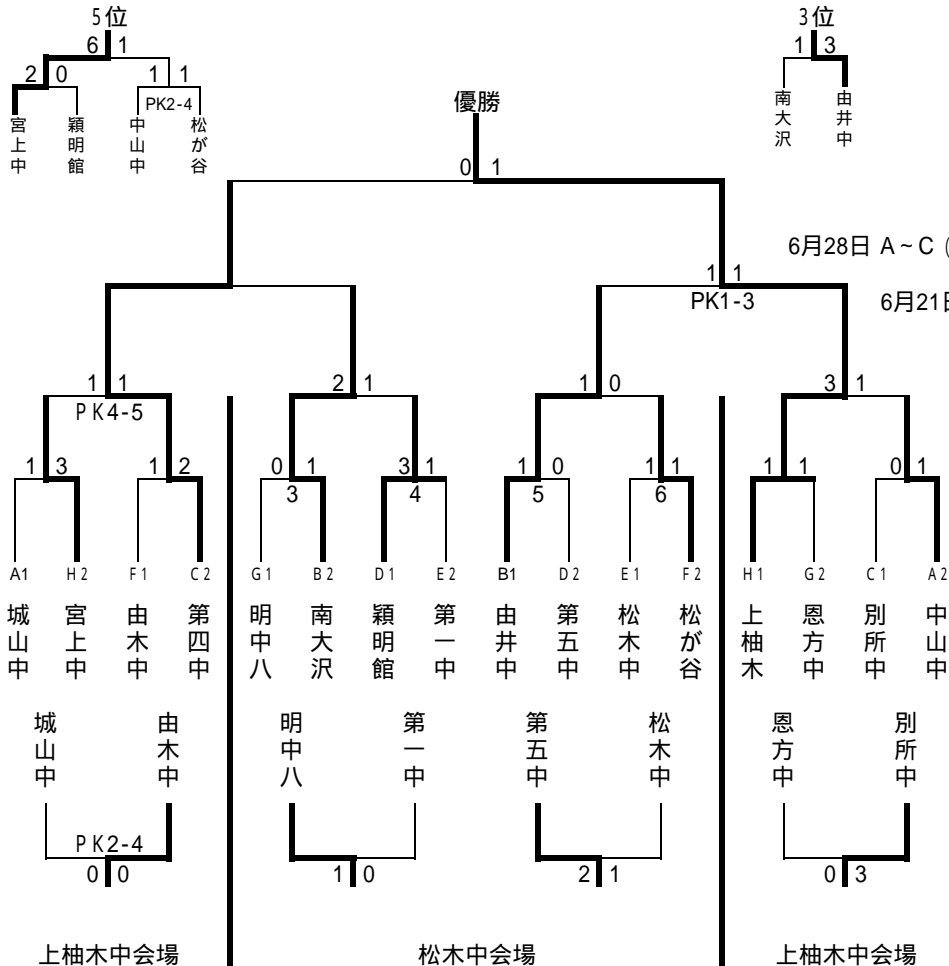 5位
6 1
2 0
1 1
PK2-4
宮上中
穎明館
中山中
松が谷
3位
1 3
南大沢
由井中
優勝
0 1
6月28日 A~C (
1 1
PK1-3
6月21日
1 1
PK4-5
2 1
1 0
3 1
1 3
1 2
0 1
3
3 1
4
1 0
5
1 1
6
1 1
0 1
A1 H2 F1 C2 G1 B2 D1 E2 B1 D2 E1 F2 H1 G2 C1 A2
城山中
宮上中
由木中
第四中
明中八
南大沢
穎明館
第一中
由井中
第五中
松木中
松が谷
上柚木
恩方中
別所中
中山中
城山中
由木中
明中八
第一中
第五中
松木中
恩方中
別所中
PK2-4
0 0
1 0
2 1
0 3
上柚木中会場
松木中会場
上柚木中会場